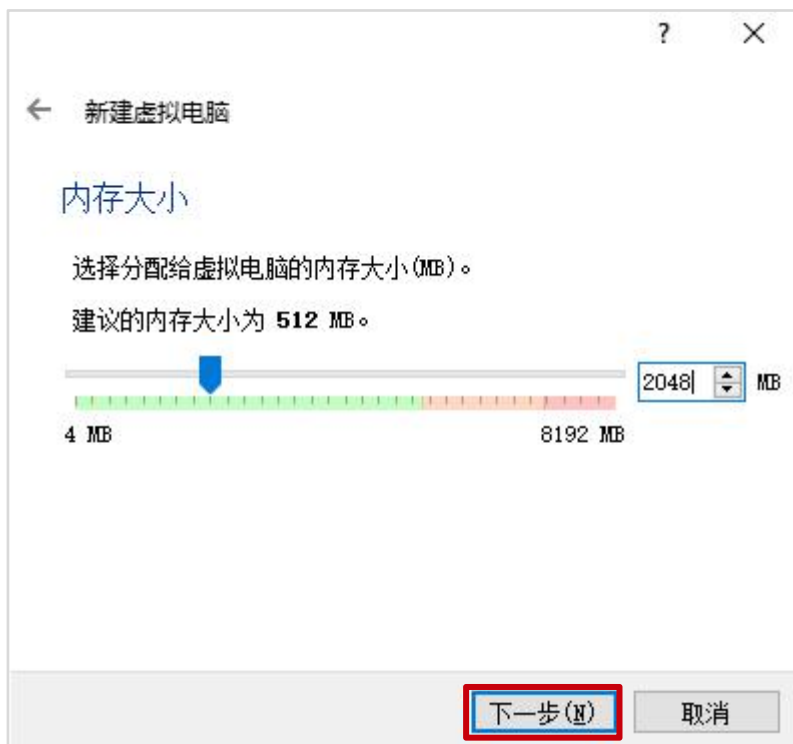 ?
新建虚拟电脑
内存大小
选择分配给虚拟电脑的内存大小(MB)。
建议的内存大小为 512 MB。
2048 MB
4 MB 8192 MB
下一步(N) 取消